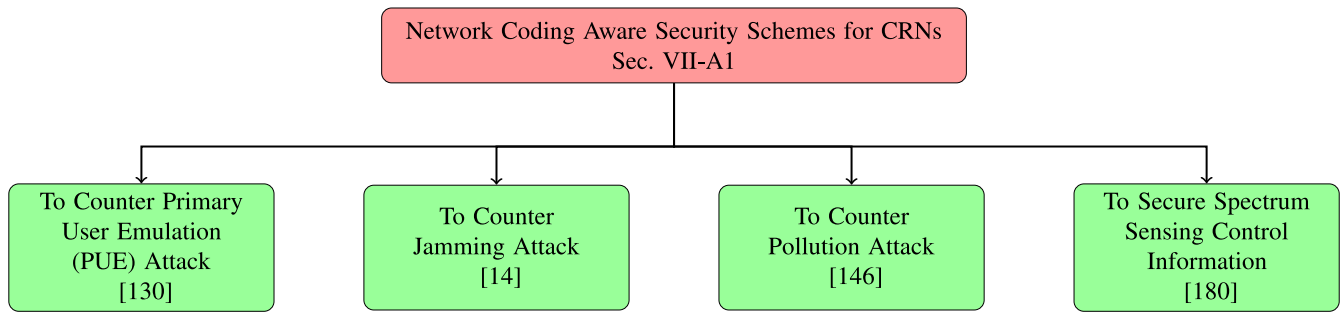 Network Coding Aware Security Schemes for CRNs
Sec. VII-A1
To Counter Primary
User Emulation
(PUE) Attack
[130]
To Counter
Jamming Attack
[14]
To Counter
Pollution Attack
[146]
To Secure Spectrum
Sensing Control
Information
[180]